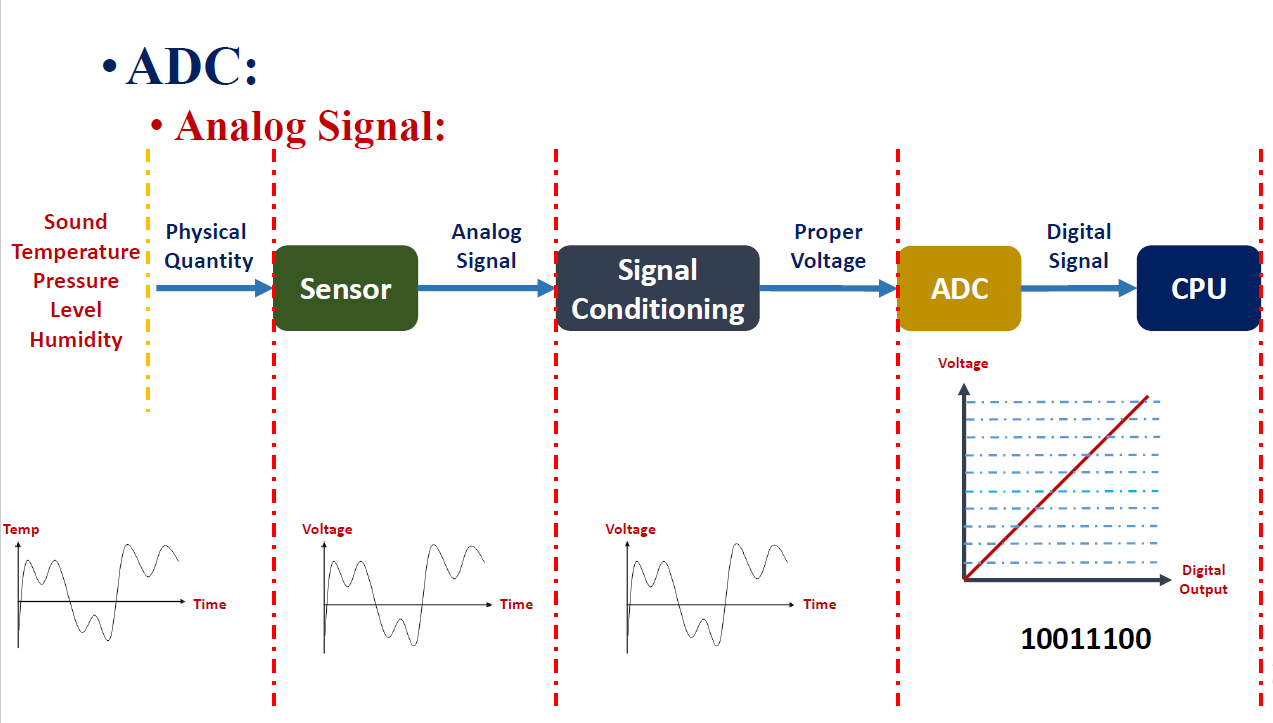 • ADC:
• Analog Signal:
Sound
Temperature
Pressure
Level
Humidity
Physical
Quantity
Sensor
Analog
Signal
Signal
Conditioning
Proper
Voltage
ADC
Digital
Signal
CPU
Voltage
Digital
Output
10011100
Temp
Time
Voltage
Time
Voltage
Time